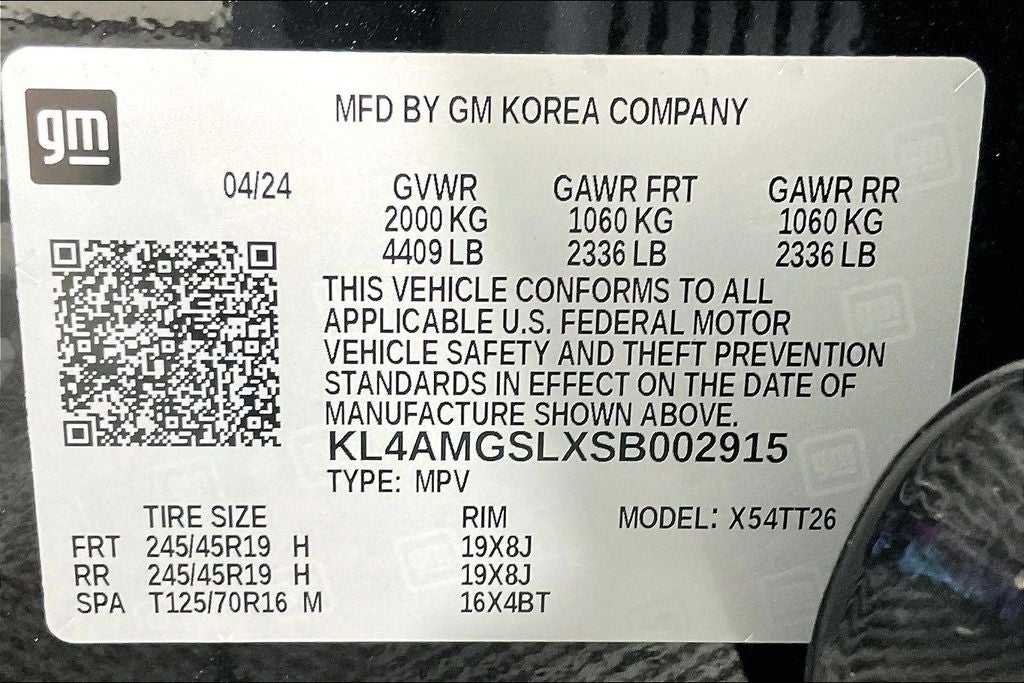 gm
MFD BY GM KOREA COMPANY
04/24 GVWR GAWR FRT GAWR RR
2000 KG 1060 KG 1060 KG
4409 LB 2336 LB 2336 LB
THIS VEHICLE CONFORMS TO ALL
APPLICABLE U.S. FEDERAL MOTOR
VEHICLE SAFETY AND THEFT PREVENTION
STANDARDS IN EFFECT ON THE DATE OF
MANUFACTURE SHOWN ABOVE.
KL4AMGSLXSB002915
TYPE: MPV
TIRE SIZE RIM MODEL: X54TT26
FRT 245/45R19 H 19X8J
RR 245/45R19 H 19X8J
SPA T125/70R16 M 16X4BT